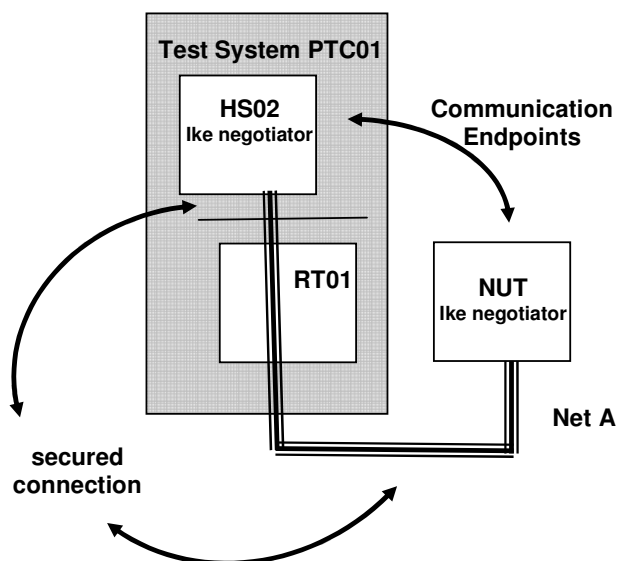 Test System PTC01
HS02
Ike negotiator
Communication
Endpoints
RT01
NUT
Ike negotiator
Net A
secured
connection